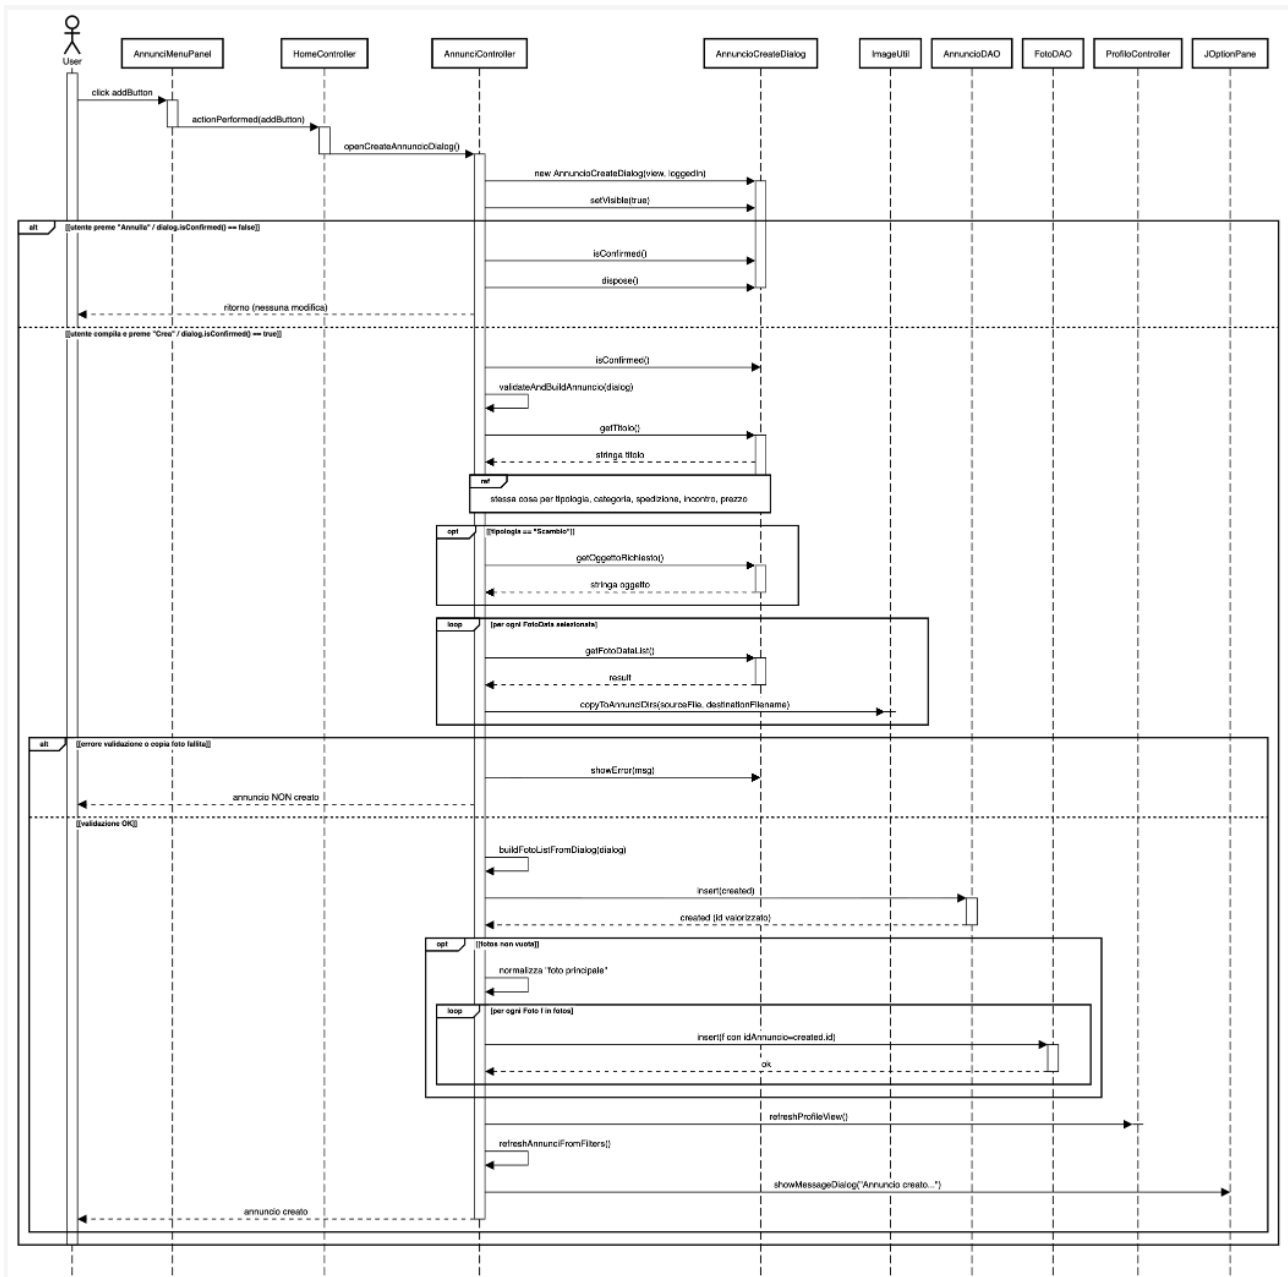 User
AnnunciMenuPanel
HomeController
AnnunciController
AnnuncioCreateDialog
ImageUtil
AnnuncioDAO
FotoDAO
ProfiloController
JOptionPane
click addButton
actionPerformed(addButton)
openCreateAnnuncioDialog()
new AnnuncioCreateDialog(view, loggedIn)
setVisible(true)
alt
[[utente preme "Annulla" / dialog.isConfirmed() == false]]
isConfirmed()
dispose()
ritorno (nessuna modifica)
[[utente compila e preme "Crea" / dialog.isConfirmed() == true]]
isConfirmed()
validateAndBuildAnnuncio(dialog)
getTitolo()
stringa titolo
ref
stessa cosa per tipologia, categoria, spedizione, incontro, prezzo
opt
[[tipologia == "Scambio"]]
getOggettoRichiesto()
stringa oggetto
loop
[per ogni FotoData selezionata]
getFotoDataList()
result
copyToAnnunciDirs(sourceFile, destinationFilename)
alt
[[errore validazione o copia foto fallita]]
showError(msg)
annuncio NON creato
[[validazione OK]]
buildFotoListFromDialog(dialog)
insert(created)
created (id valorizzato)
opt
[[fotos non vuota]]
normalizza "foto principale"
loop
[per ogni Foto f in fotos]
insert(f con idAnnuncio=created.id)
ok
refreshProfileView()
refreshAnnunciFromFilters()
showMessageDialog("Annuncio creato...")
annuncio creato